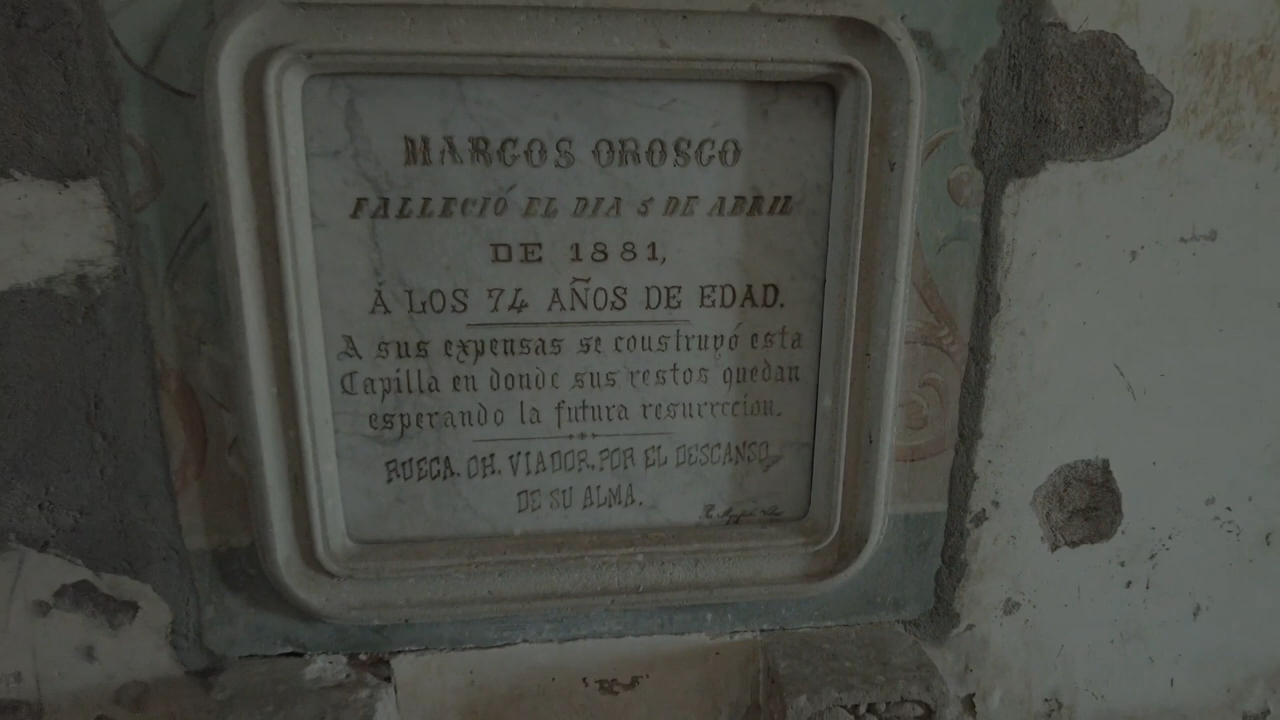 MARCOS OROSCO
FALLECIÓ EL DIA 5 DE ABRIL
DE 1881,
Á LOS 74 AÑOS DE EDAD.
A sus expensas se construyó esta
Capilla en donde sus restos quedan
esperando la futura resurreccion.
RUEGA. OH. VIADOR. POR EL DESCANSO
DE SU ALMA.